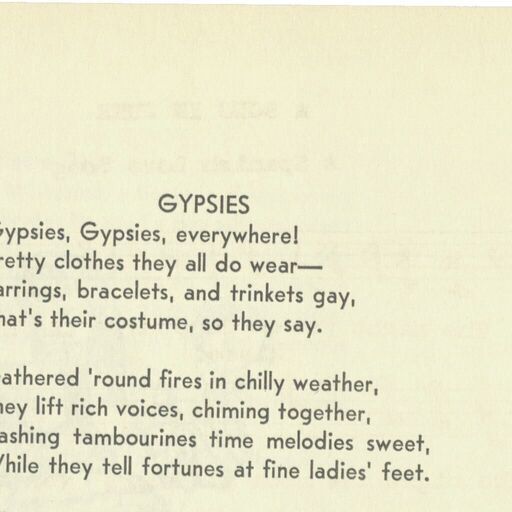 GYPSIES
Gypsies, Gypsies, everywhere!
retty clothes they all do wear—
arrings, bracelets, and trinkets gay,
hat's their costume, so they say.
athered 'round fires in chilly weather,
hey lift rich voices, chiming together,
ashing tambourines time melodies sweet,
While they tell fortunes at fine ladies' feet.